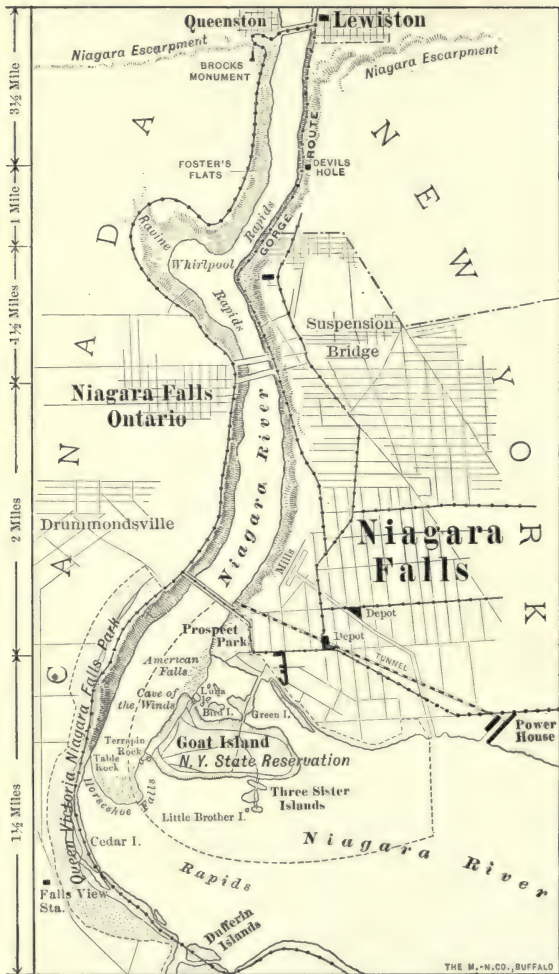 Queenston
Lewiston
Niagara Escarpment
BROCKS
MONUMENT
Niagara Escarpment
3½ Mile
FOSTER'S
FLATS
ROUTE
DEVILS
HOLE
GORGE
1 Mile
Ravine
Whirlpool
Rapids
Rapids
1½ Miles
Suspension
Bridge
Niagara Falls
Ontario
CANADA
NEW YORK
Niagara River
2 Miles
Drummondsville
Niagara
Falls
Mills
Depot
Depot
TUNNEL
Prospect
Park
American
Falls
Cave of
the Winds
Luna
Bird I.
Green I.
Power
House
Goat Island
N.Y. State Reservation
Terrapin
Rock
Table
Rock
Horseshoe Falls
Three Sister
Islands
Little Brother I.
Queen Victoria Niagara Falls Park
1½ Miles
Cedar I.
Niagara River
Rapids
Falls View
Sta.
Dufferin
Islands
THE M.-N.CO., BUFFALO